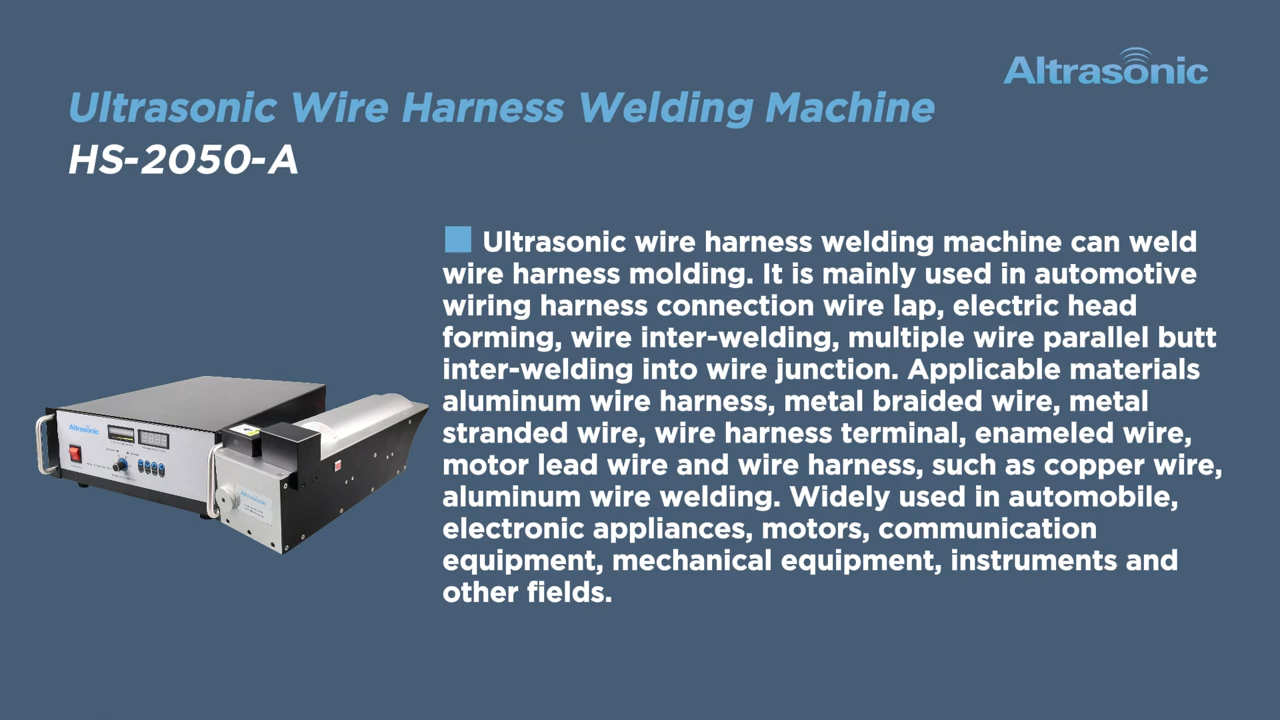 Altrasonic
Ultrasonic Wire Harness Welding Machine
HS-2050-A
Ultrasonic wire harness welding machine can weld
wire harness molding. It is mainly used in automotive
wiring harness connection wire lap, electric head
forming, wire inter-welding, multiple wire parallel butt
inter-welding into wire junction. Applicable materials
aluminum wire harness, metal braided wire, metal
stranded wire, wire harness terminal, enameled wire,
motor lead wire and wire harness, such as copper wire,
aluminum wire welding. Widely used in automobile,
electronic appliances, motors, communication
equipment, mechanical equipment, instruments and
other fields.
Altrasonic
Altrasonic